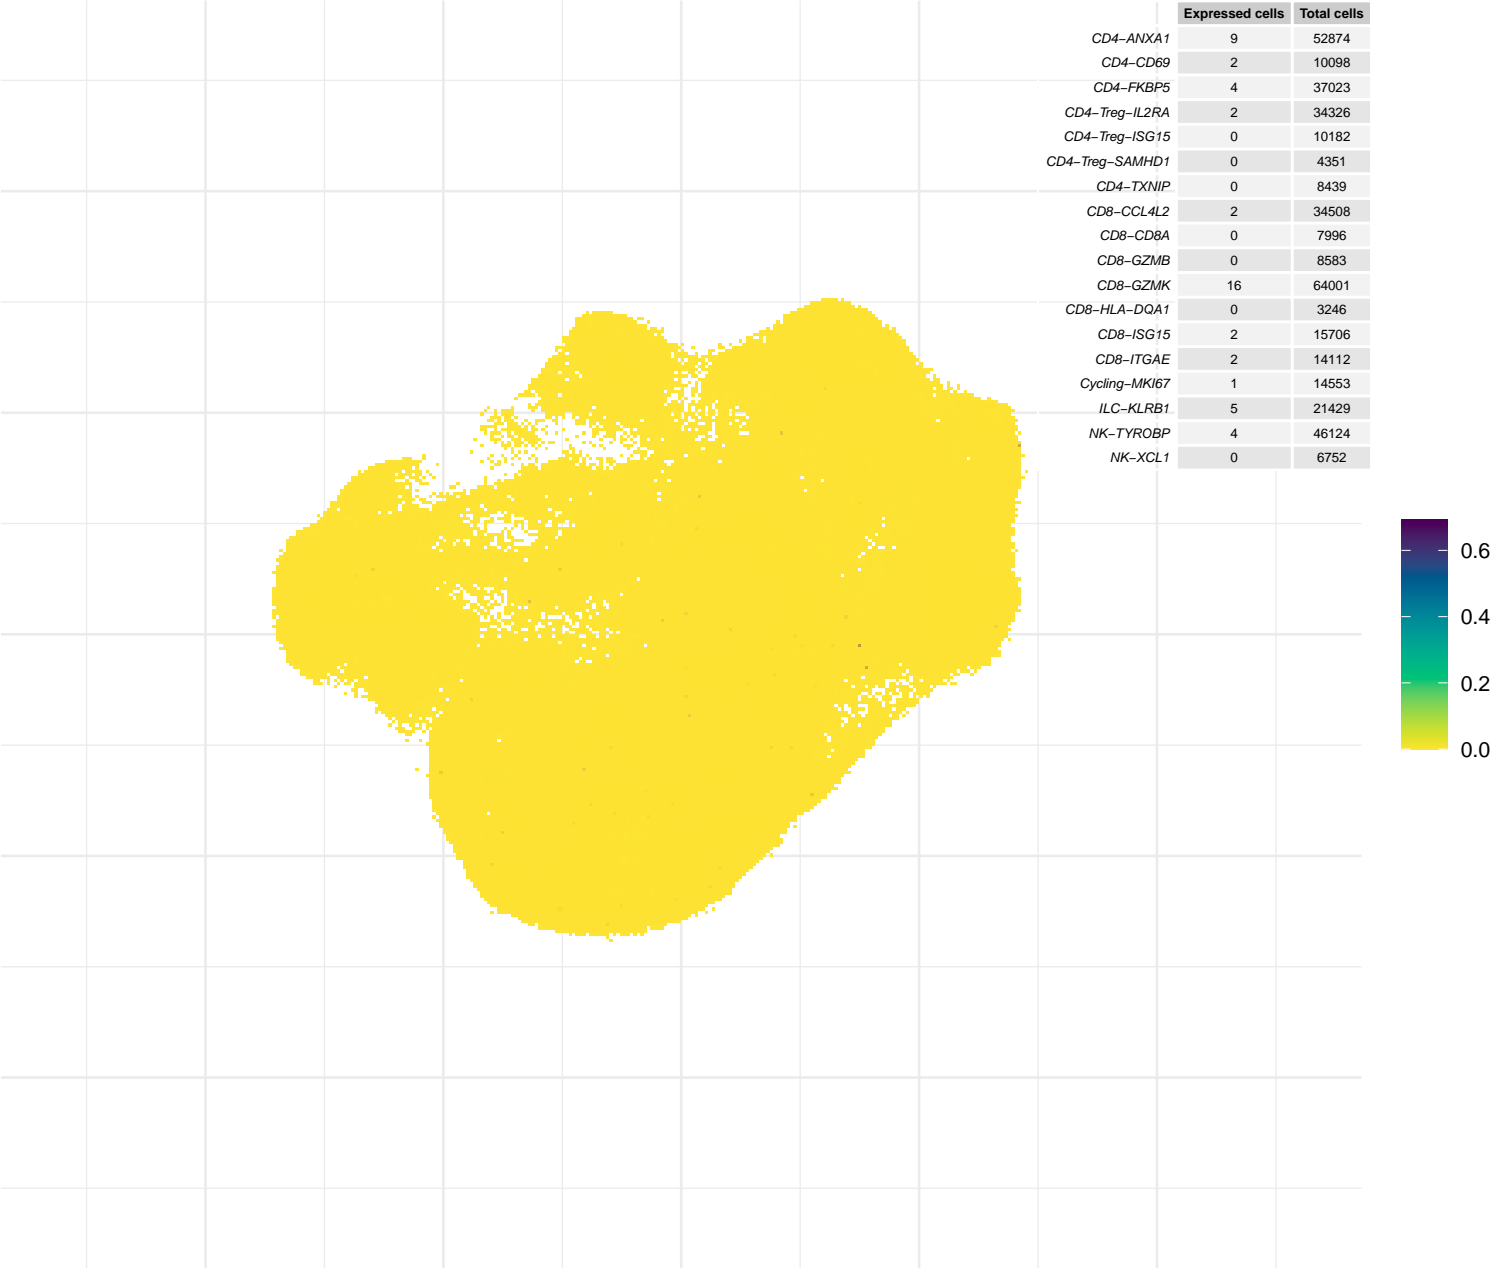 Expressed cells Total cells
CD4−ANXA1 9 52874
CD4−CD69 2 10098
CD4−FKBP5 4 37023
CD4−Treg−IL2RA 2 34326
CD4−Treg−ISG15 0 10182
CD4−Treg−SAMHD1 0 4351
CD4−TXNIP 0 8439
CD8−CCL4L2 2 34508
CD8−CD8A 0 7996
CD8−GZMB 0 8583
CD8−GZMK 16 64001
CD8−HLA−DQA1 0 3246
CD8−ISG15 2 15706
CD8−ITGAE 2 14112
Cycling−MKI67 1 14553
ILC−KLRB1 5 21429
NK−TYROBP 4 46124
NK−XCL1 0 6752
0.6
0.4
0.2
0.0